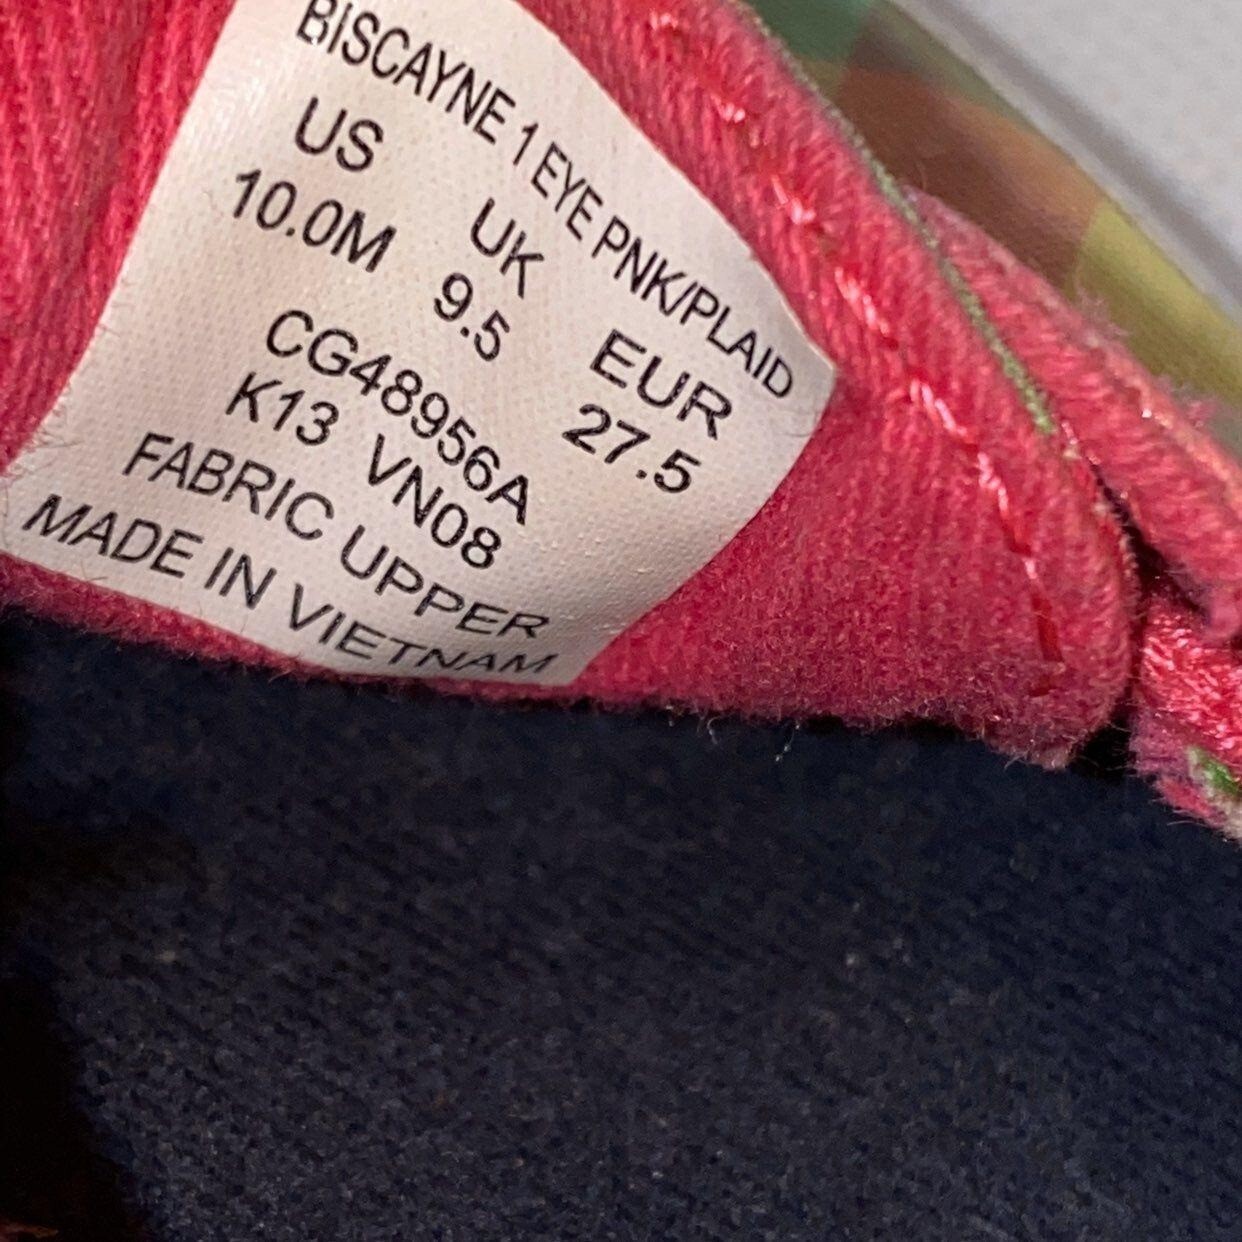 BISCAYNE 1 EYE PNK/PLAID
US UK EUR
10.0M 9.5 27.5
CG48956A
K13 VN08
FABRIC UPPER
MADE IN VIETNAM